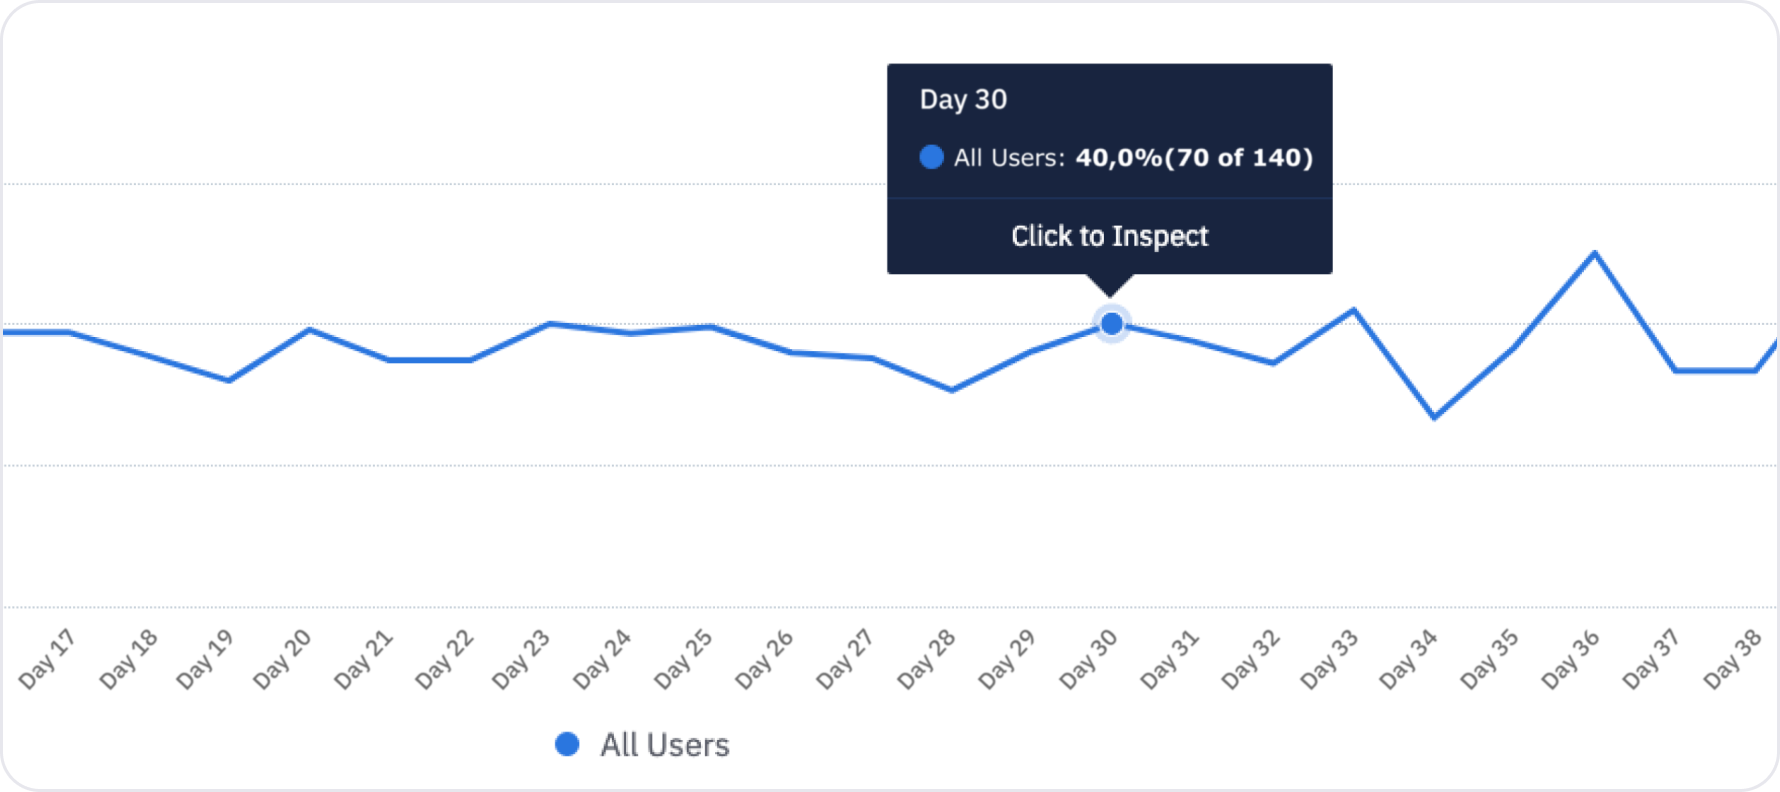 Day 30
All Users: 40,0%(70 of 140)
Click to Inspect
Day 17
Day 18
Day 19
Day 20
Day 21
Day 22
Day 23
Day 24
Day 25
Day 26
Day 27
Day 28
Day 29
Day 30
Day 31
Day 32
Day 33
Day 34
Day 35
Day 36
Day 37
Day 38
All Users